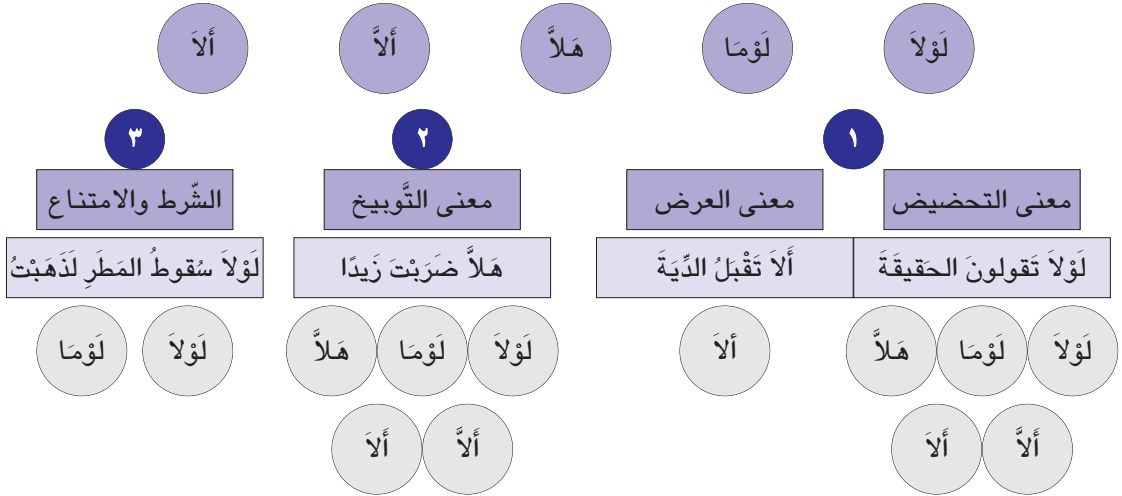 لَوْلاَ لَوْمَا هَلاَّ أَلاَّ أَلاَ
١ ٢ ٣
معنى التحضيض معنى العرض معنى التَّوبيخ الشّرط والامتناع
لَوْلاَ تَقولونَ الحَقيقَةَ أَلاَ تَقْبَلُ الدِّيَةَ هَلاَّ ضَرَبْتَ زَيدًا لَوْلاَ سُقوطُ المَطَرِ لَذَهَبْتُ
لَوْلاَ لَوْمَا هَلاَّ ألاَ لَوْلاَ لَوْمَا هَلاَّ لَوْلاَ لَوْمَا
أَلاَّ أَلاَ أَلاَّ أَلاَ